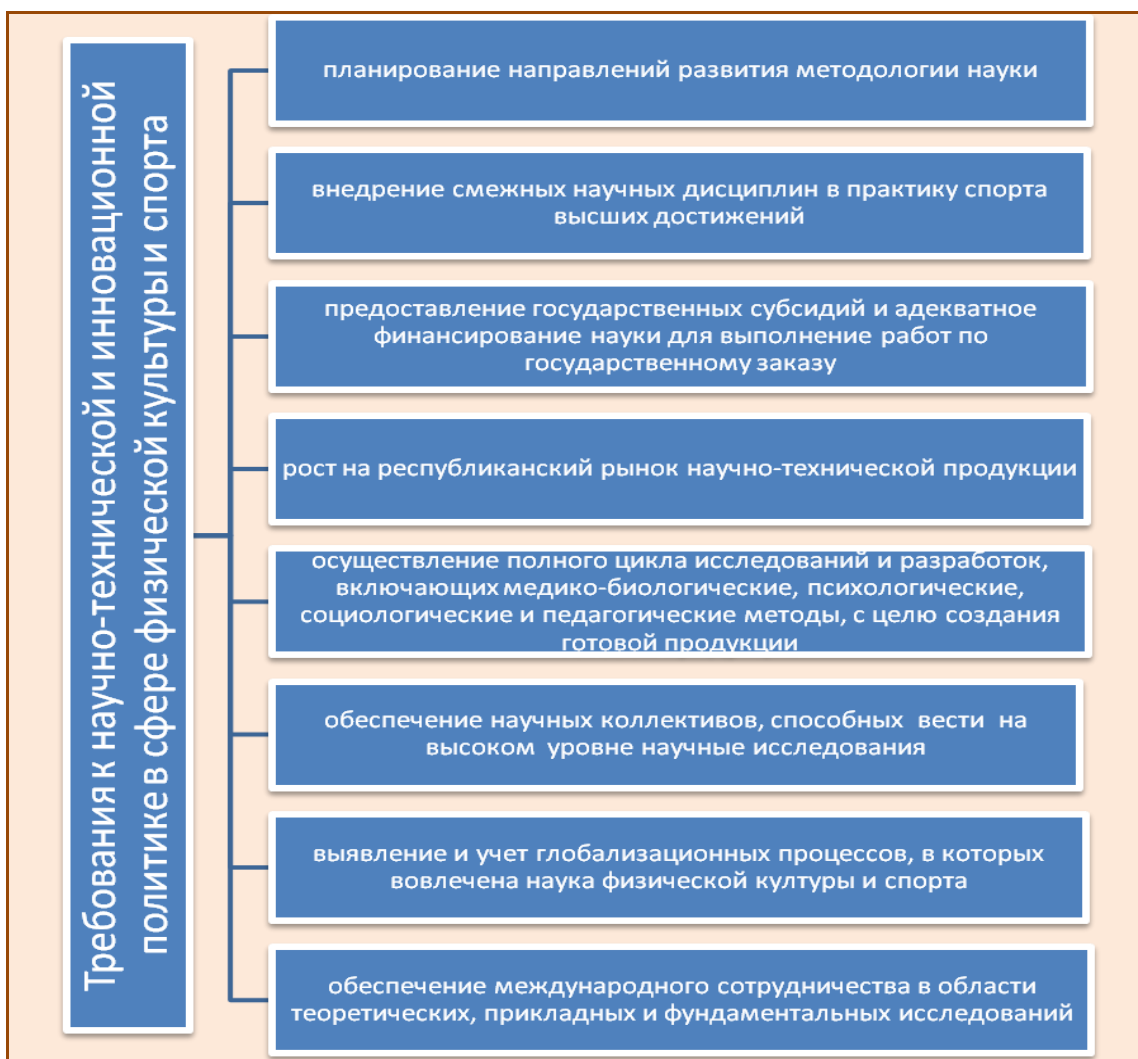 Требования к научно-технической и инновационной
политике в сфере физической культуры и спорта
планирование направлений развития методологии науки
внедрение смежных научных дисциплин в практику спорта
высших достижений
предоставление государственных субсидий и адекватное
финансирование науки для выполнение работ по
государственному заказу
рост на республиканский рынок научно-технической продукции
осуществление полного цикла исследований и разработок,
включающих медико-биологические, психологические,
социологические и педагогические методы, с целю создания
готовой продукции
обеспечение научных коллективов, способных вести на
высоком уровне научные исследования
выявление и учет глобализационных процессов, в которых
вовлечена наука физической културы и спорта
обеспечение международного сотрудничества в области
теоретических, прикладных и фундаментальных исследований